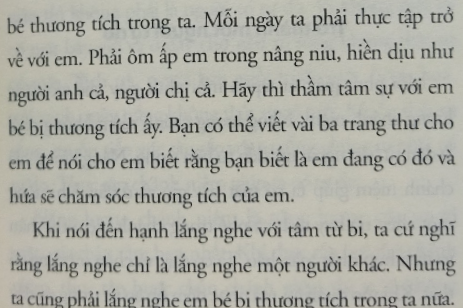 bé thương tích trong ta. Mỗi ngày ta phải thực tập trở
về với em. Phải ôm ấp em trong nâng niu, hiền dịu như
người anh cả, người chị cả. Hãy thì thầm tâm sự với em
bé bị thương tích ấy. Bạn có thể viết vài ba trang thư cho
em để nói cho em biết rằng bạn biết là em đang có đó và
hứa sẽ chăm sóc thương tích của em.
Khi nói đến hạnh lắng nghe với tâm từ bi, ta cứ nghĩ
rằng lắng nghe chỉ là lắng nghe một người khác. Nhưng
ta cũng phải lắng nghe em bé bị thương tích trong ta nữa.